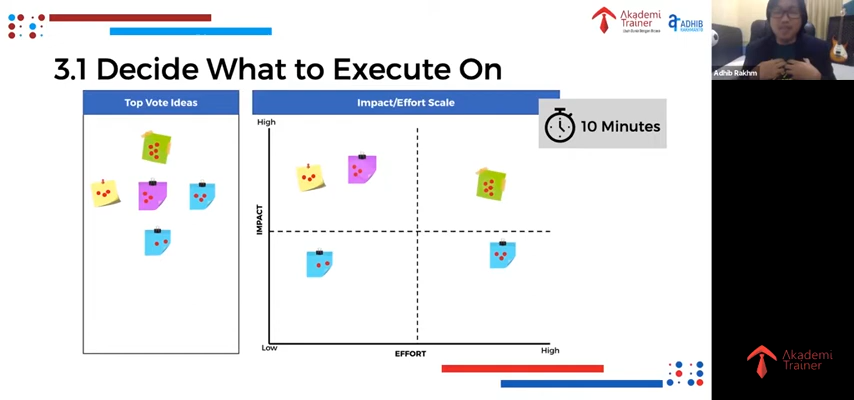 Akademi
Trainer
ADHIB
3.1 Decide What to Execute On
Top Vote Ideas
Impact/Effort Scale
10 Minutes
High
IMPACT
Low
EFFORT
High
Adhib Rakhm
Akademi
Trainer